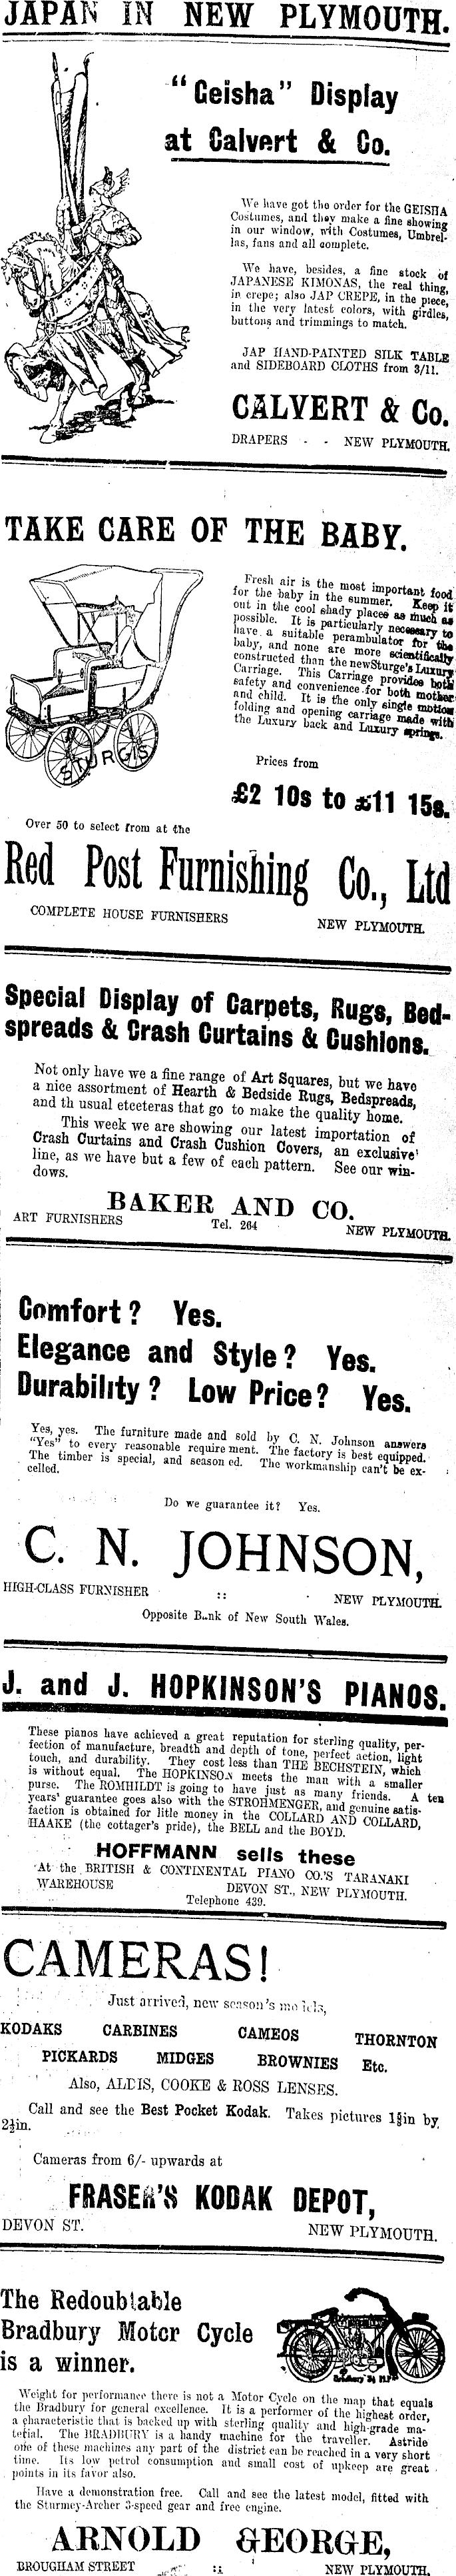 JAPAN IN NEW PLYMOUTH.
"Geisha" Display
at Calvert & Co.
We have got the order for the GEISHA
Costumes, and they make a fine showing
in our window, with Costumes, Umbrel-
las, fans and all complete.
We have, besides, a fine stock of
JAPANESE KIMONAS, the real thing,
in crepe; also JAP CREPE, in the piece,
in the very latest colors, with girdles,
buttons and trimmings to match.
JAP HAND-PAINTED SILK TABLE
and SIDEBOARD CLOTHS from 3/11.
CALVERT & Co.
DRAPERS - - NEW PLYMOUTH.
TAKE CARE OF THE BABY.
STURGIS
Fresh air is the most important food
for the baby in the summer. Keep it
out in the cool shady places as much as
possible. It is particularly necessary to
have a suitable perambulator for the
baby, and none are more scientifically
constructed than the new Sturge's Luxury
Carriage. This Carriage provides both
safety and convenience for both mother
and child. It is the only single motion
folding and opening carriage made with
the Luxury back and Luxury springs.
Prices from
£2 10s to £11 15s.
Over 50 to select from at the
Red Post Furnishing Co., Ltd
COMPLETE HOUSE FURNISHERS NEW PLYMOUTH.
Special Display of Carpets, Rugs, Bed-
spreads & Crash Curtains & Cushions.
Not only have we a fine range of Art Squares, but we have
a nice assortment of Hearth & Bedside Rugs, Bedspreads,
and th usual etceteras that go to make the quality home.
This week we are showing our latest importation of
Crash Curtains and Crash Cushion Covers, an exclusive
line, as we have but a few of each pattern. See our win-
dows.
BAKER AND CO.
ART FURNISHERS Tel. 264 NEW PLYMOUTH.
Comfort? Yes.
Elegance and Style? Yes.
Durability? Low Price? Yes.
Yes, yes. The furniture made and sold by C. N. Johnson answers
"Yes" to every reasonable requirement. The factory is best equipped.
The timber is special, and seasoned. The workmanship can't be ex-
celled.
Do we guarantee it? Yes.
C. N. JOHNSON,
HIGH-CLASS FURNISHER :: NEW PLYMOUTH.
Opposite Bank of New South Wales.
J. and J. HOPKINSON'S PIANOS.
These pianos have achieved a great reputation for sterling quality, per-
fection of manufacture, breadth and depth of tone, perfect action, light
touch, and durability. They cost less than THE BECHSTEIN, which
is without equal. The HOPKINSON meets the man with a smaller
purse. The ROMHILDT is going to have just as many friends. A ten
years' guarantee goes also with the STROHMENGER, and genuine satis-
faction is obtained for litle money in the COLLARD AND COLLARD,
HAAKE (the cottager's pride), the BELL and the BOYD.
HOFFMANN sells these
At the BRITISH & CONTINENTAL PIANO CO.'S TARANAKI
WAREHOUSE DEVON ST., NEW PLYMOUTH.
Telephone 439.
CAMERAS!
Just arrived, new season's models,
KODAKS CARBINES CAMEOS THORNTON
PICKARDS MIDGES BROWNIES Etc.
Also, ALDIS, COOKE & ROSS LENSES.
Call and see the Best Pocket Kodak. Takes pictures 1⅝in by
2½in.
Cameras from 6/- upwards at
FRASER'S KODAK DEPOT,
DEVON ST. NEW PLYMOUTH.
The Redoubtable
Bradbury Motor Cycle
is a winner.
Bradbury 3½ H.P.
Weight for performance there is not a Motor Cycle on the map that equals
the Bradbury for general excellence. It is a performer of the highest order,
a characteristic that is backed up with sterling quality and high-grade ma-
terial. The BRADBURY is a handy machine for the traveller. Astride
one of these machines any part of the district can be reached in a very short
time. Its low petrol consumption and small cost of upkeep are great
points in its favor also.
Have a demonstration free. Call and see the latest model, fitted with
the Sturmey-Archer 3-speed gear and free engine.
ARNOLD GEORGE,
BROUGHAM STREET :: NEW PLYMOUTH.